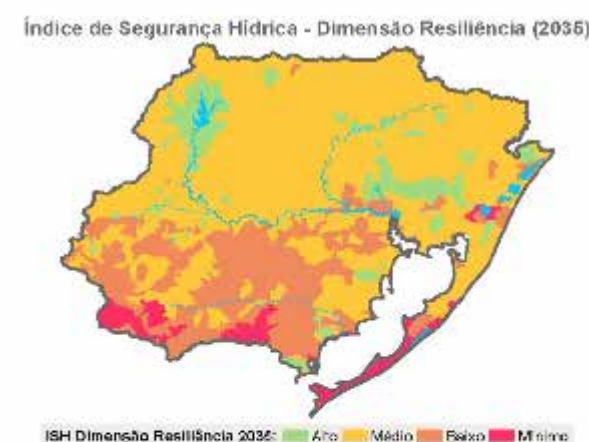 Índice de Segurança Hídrica - Dimensão Resiliência (2035)
ISH Dimensão Resiliência 2035: Alto Médio Baixo Mínimo